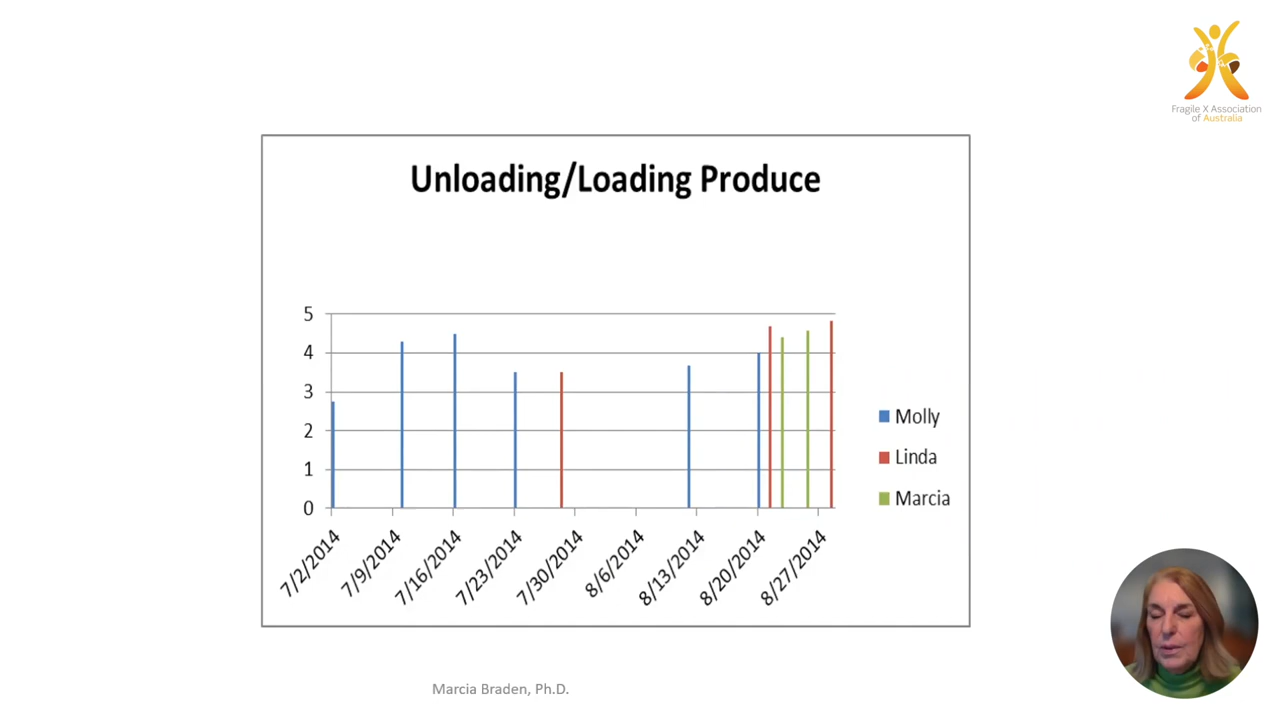 Fragile X Association
of Australia
Unloading/Loading Produce
5
4
3
2
1
0
7/2/2014
7/9/2014
7/16/2014
7/23/2014
7/30/2014
8/6/2014
8/13/2014
8/20/2014
8/27/2014
Molly
Linda
Marcia
Marcia Braden, Ph.D.